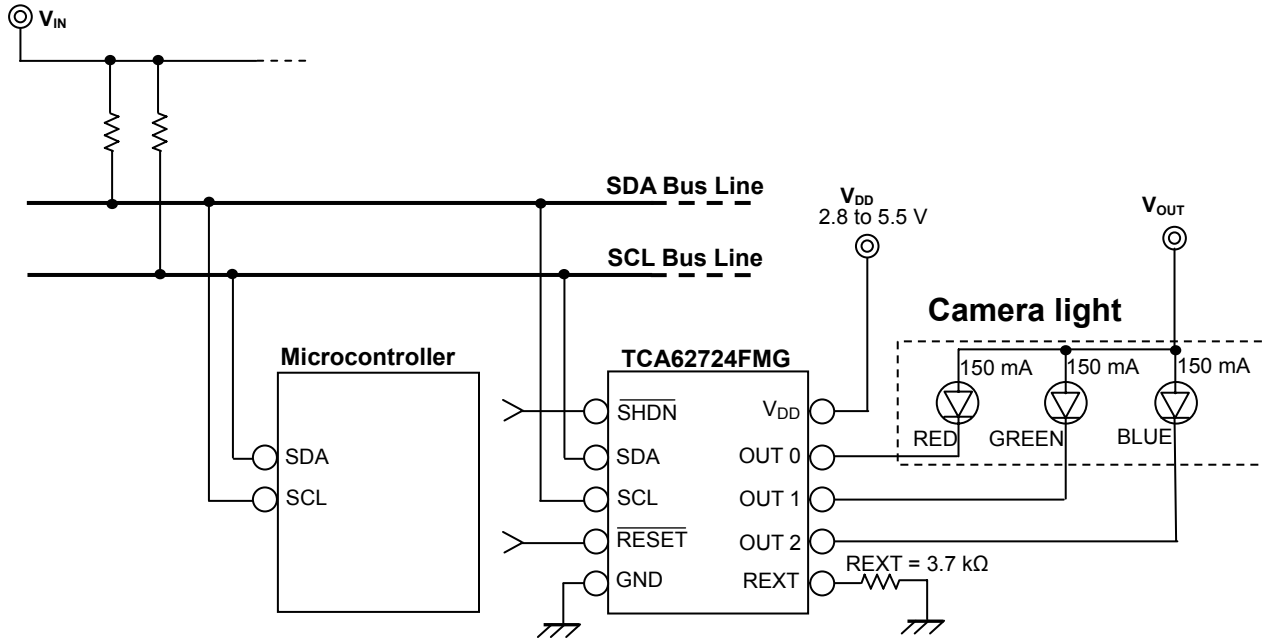 VIN
SDA Bus Line
VDD
2.8 to 5.5 V
VOUT
SCL Bus Line
Camera light
Microcontroller
TCA62724FMG
150 mA
150 mA
150 mA
SHDN
VDD
RED
GREEN
BLUE
SDA
SDA
OUT 0
SCL
SCL
OUT 1
RESET
OUT 2
GND
REXT
REXT = 3.7 kΩ